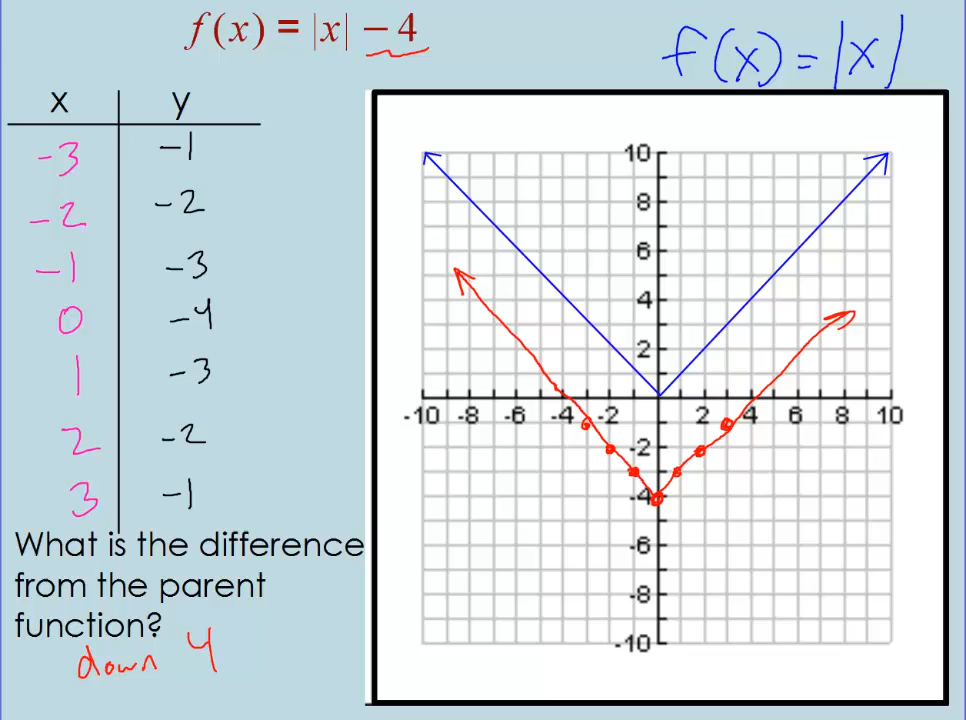 f(x) = |x| − 4
f(x) = |x|
x y
-3 -1
-2 -2
-1 -3
0 -4
1 -3
2 -2
3 -1
What is the difference
from the parent
function?
down 4
10
8
6
4
2
-10 -8 -6 -4 -2 2 4 6 8 10
-2
-4
-6
-8
-10